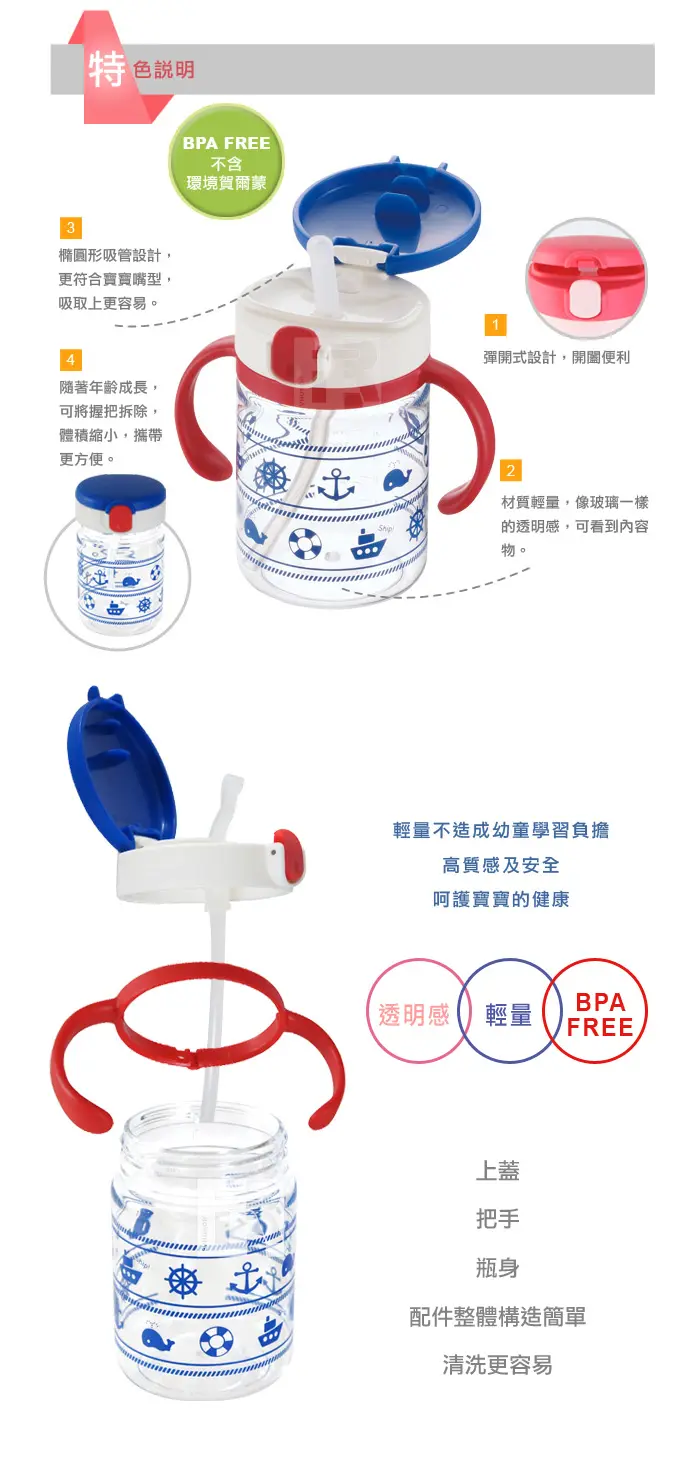 特色説明
BPA FREE
不含
環境賀爾蒙
3
橢圓形吸管設計，
更符合寶寶嘴型，
吸取上更容易。
1
彈開式設計，開闔便利
4
隨著年齡成長，
可將握把拆除，
體積縮小，攜帶
更方便。
2
材質輕量，像玻璃一樣
的透明感，可看到內容
物。
Ship!
輕量不造成幼童學習負擔
高質感及安全
呵護寶寶的健康
透明感
輕量
BPA
FREE
上蓋
把手
瓶身
配件整體構造簡單
清洗更容易
Ship!